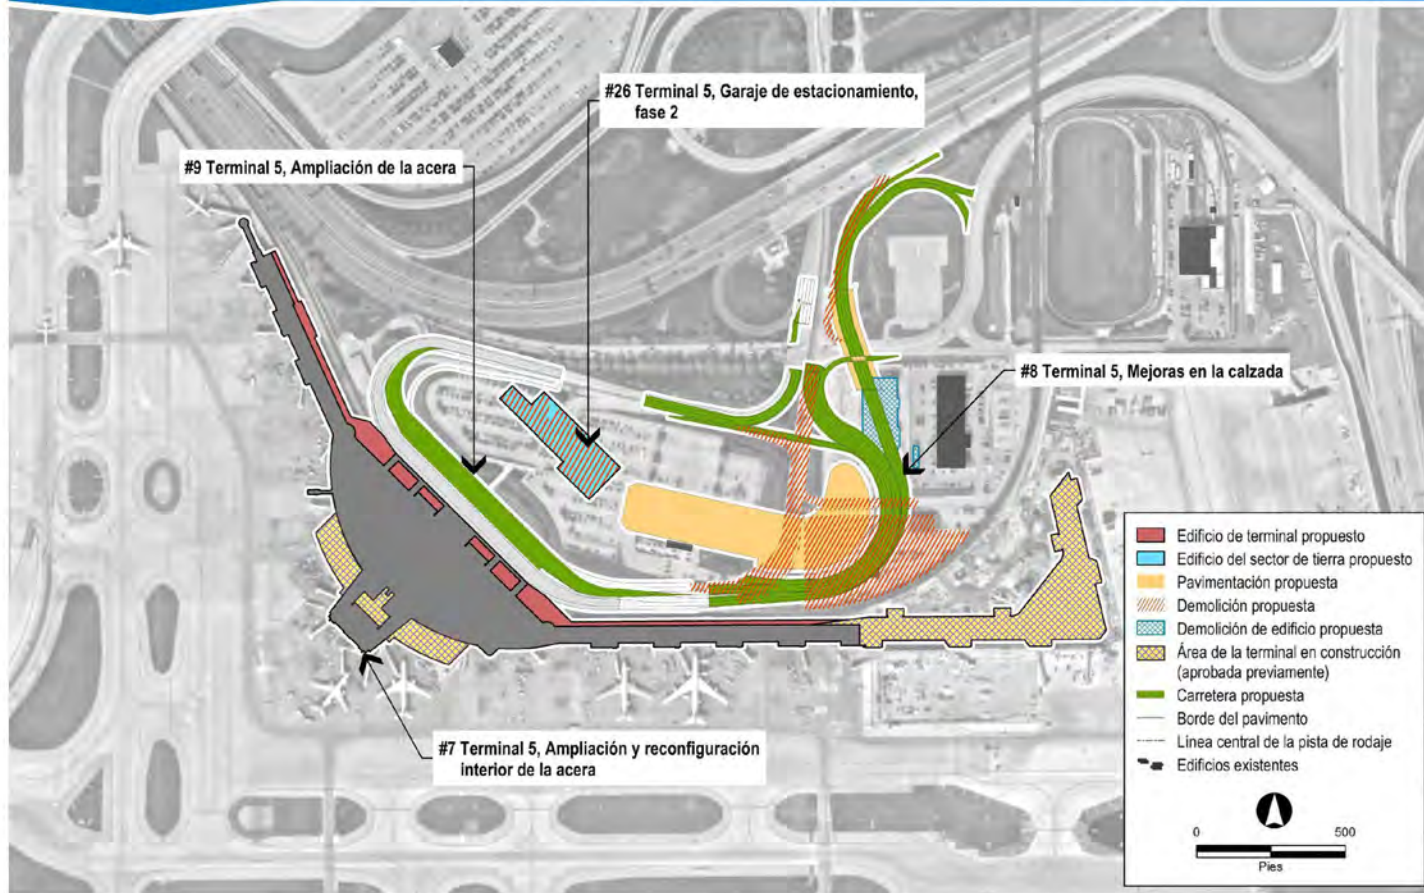 #26 Terminal 5, Garaje de estacionamiento,
fase 2
#9 Terminal 5, Ampliación de la acera
#8 Terminal 5, Mejoras en la calzada
#7 Terminal 5, Ampliación y reconfiguración
interior de la acera
Edificio de terminal propuesto
Edificio del sector de tierra propuesto
Pavimentación propuesta
Demolición propuesta
Demolición de edificio propuesta
Área de la terminal en construcción
(aprobada previamente)
Carretera propuesta
Borde del pavimento
Linea central de la pista de rodaje
Edificios existentes
0 500
Pies